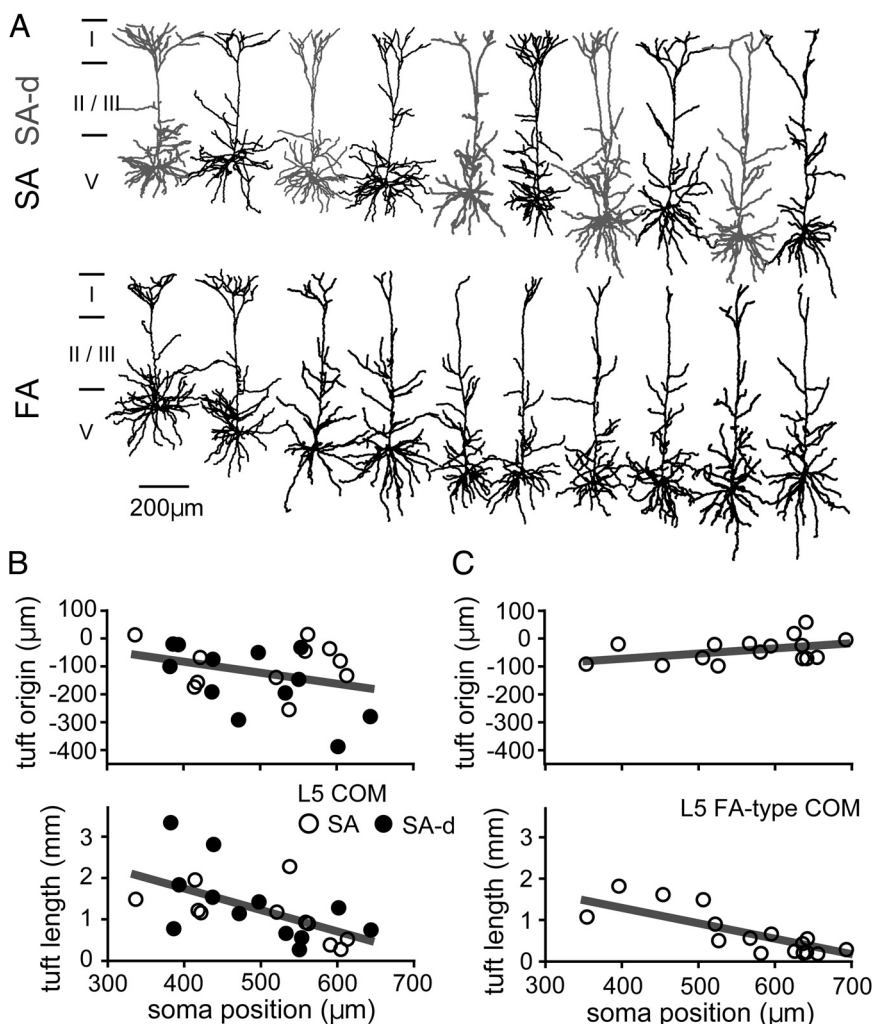 A
SA-d
SA
I
II / III
V
FA
I
II / III
V
200µm
B
tuft origin (µm)
100
0
-100
-200
-300
-400
L5 COM
SA SA-d
tuft length (mm)
3
2
1
0
300 400 500 600 700
soma position (µm)
C
tuft origin (µm)
100
0
-100
-200
-300
-400
L5 FA-type COM
tuft length (mm)
3
2
1
0
300 400 500 600 700
soma position (µm)